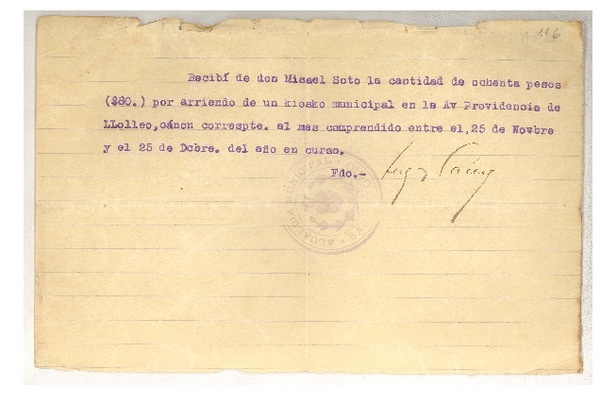 116
Recibí de don Misael Soto la cantidad de ochenta pesos
($80.) por arriendo de un kiosko municipal en la Av Providencia de
LLolleo,cánon correspte. al mes comprendido entre el,25 de Novbre
y el 25 de Dcbre. del año en curso.
Fdo.-